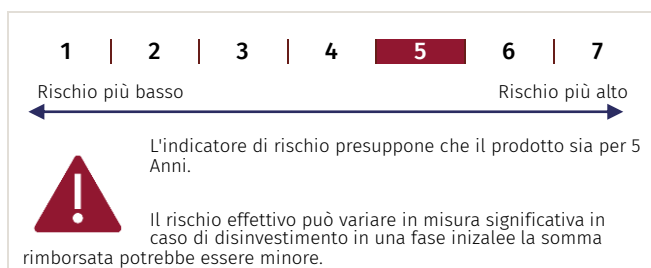 1 2 3 4 5 6 7
Rischio più basso Rischio più alto
L'indicatore di rischio presuppone che il prodotto sia per 5
Anni.
Il rischio effettivo può variare in misura significativa in
caso di disinvestimento in una fase inizalee la somma
rimborsata potrebbe essere minore.